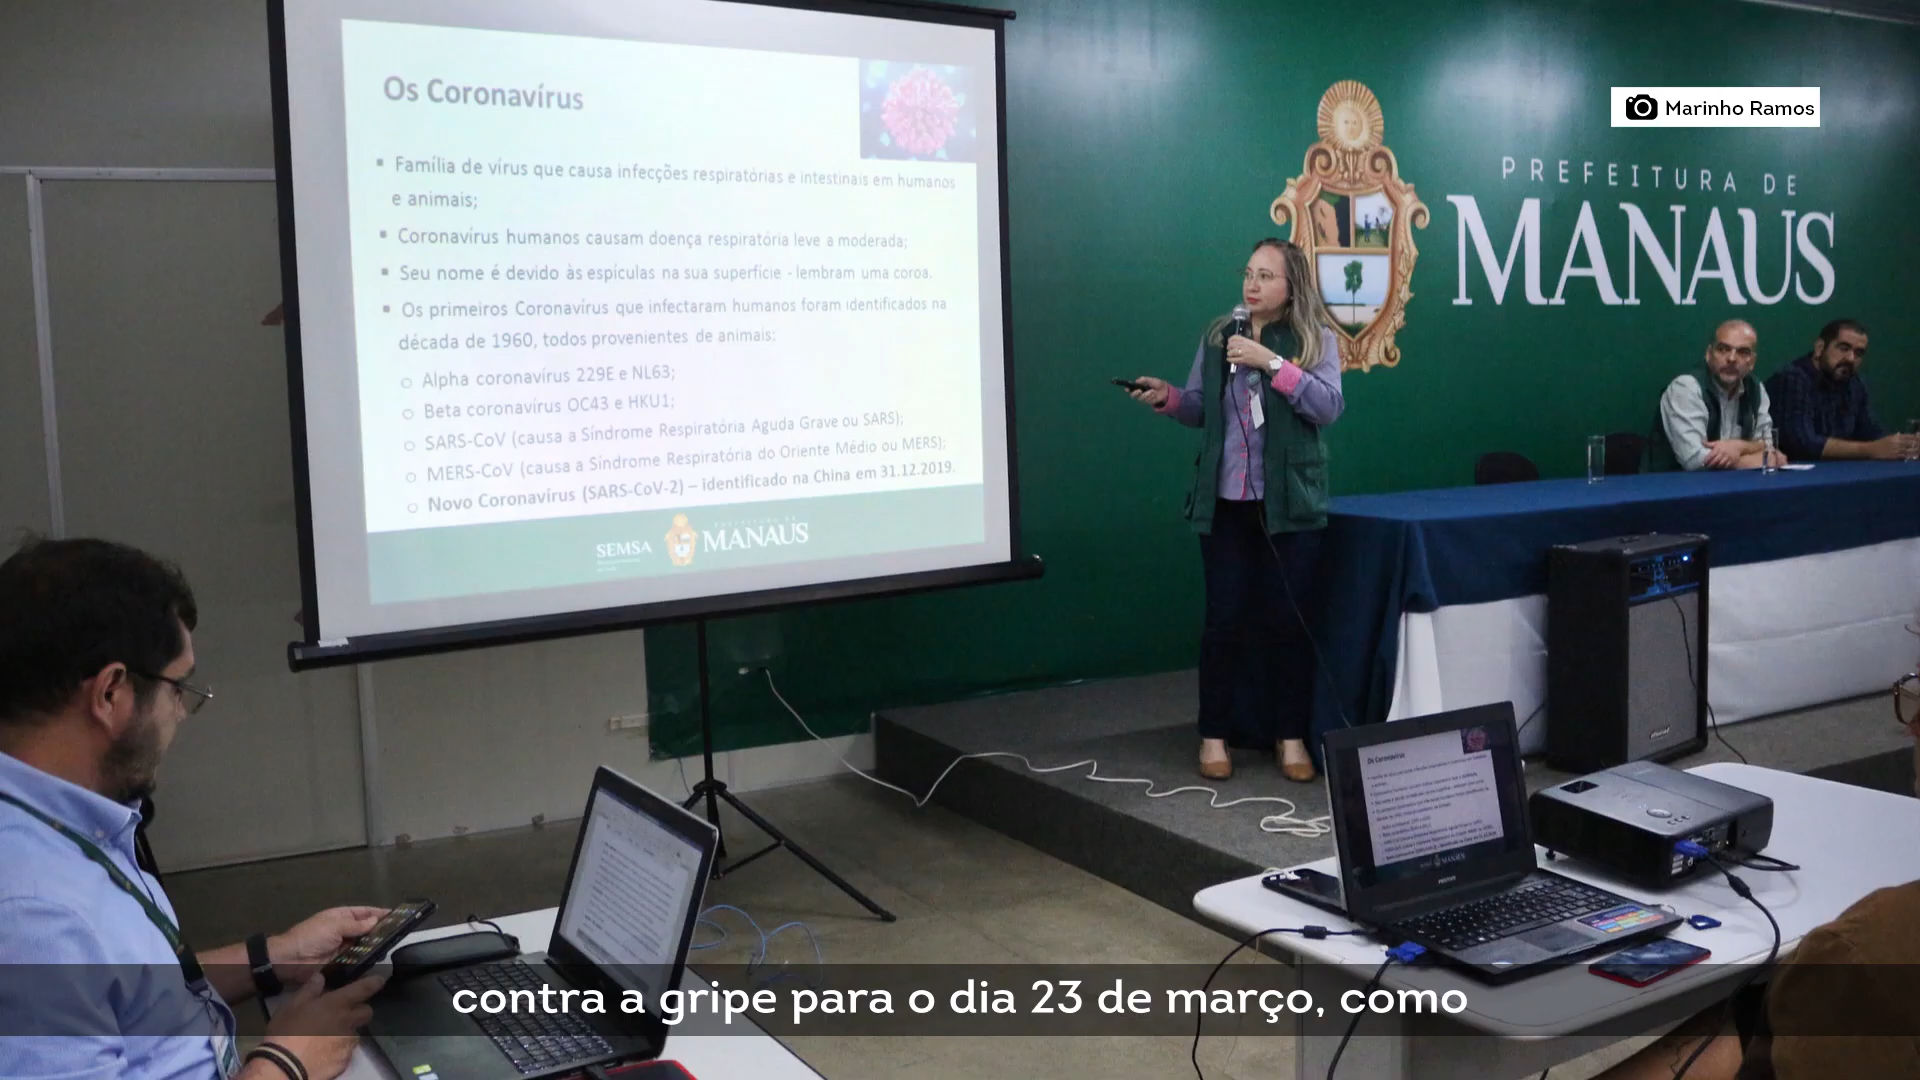 Os Coronavírus
Família de vírus que causa infecções respiratórias e intestinais em humanos
e animais;
Coronavírus humanos causam doença respiratória leve a moderada;
Seu nome é devido às espículas na sua superfície - lembram uma coroa.
Os primeiros Coronavírus que infectaram humanos foram identificados na
década de 1960, todos provenientes de animais:
Alpha coronavírus 229E e NL63;
Beta coronavírus OC43 e HKU1;
SARS-CoV (causa a Síndrome Respiratória Aguda Grave ou SARS);
MERS-CoV (causa a Síndrome Respiratória do Oriente Médio ou MERS);
Novo Coronavírus (SARS-CoV-2) – identificado na China em 31.12.2019.
SEMSA
MANAUS
Marinho Ramos
PREFEITURA DE
MANAUS
Os Coronavírus
MANAUS
contra a gripe para o dia 23 de março, como